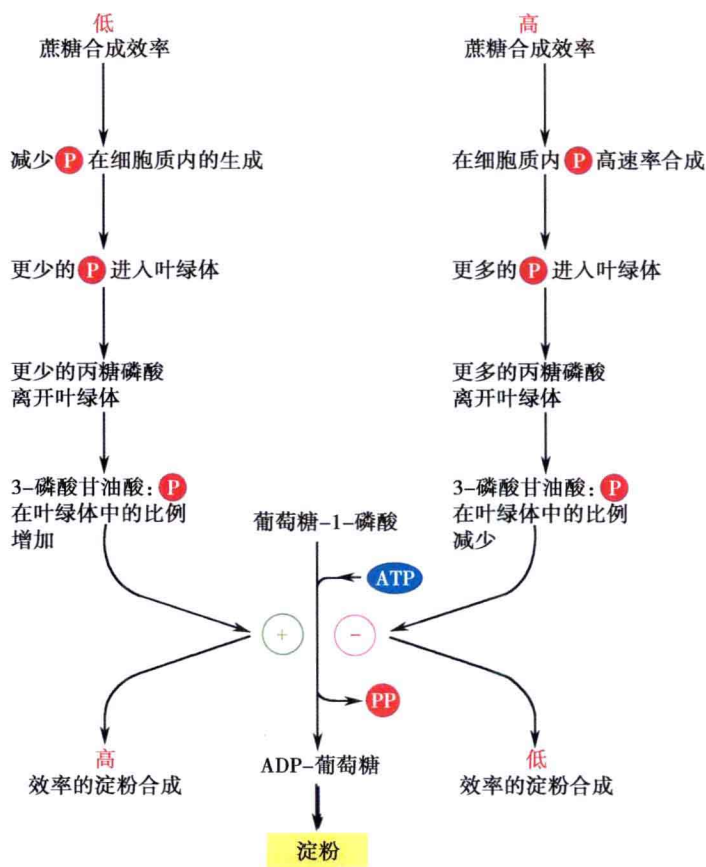 低
蔗糖合成效率
减少 P 在细胞质内的生成
更少的 P 进入叶绿体
更少的丙糖磷酸
离开叶绿体
3-磷酸甘油酸：P
在叶绿体中的比例
增加
高
效率的淀粉合成
葡萄糖-1-磷酸
ATP
+
−
PP
ADP-葡萄糖
淀粉
高
蔗糖合成效率
在细胞质内 P 高速率合成
更多的 P 进入叶绿体
更多的丙糖磷酸
离开叶绿体
3-磷酸甘油酸：P
在叶绿体中的比例
减少
低
效率的淀粉合成